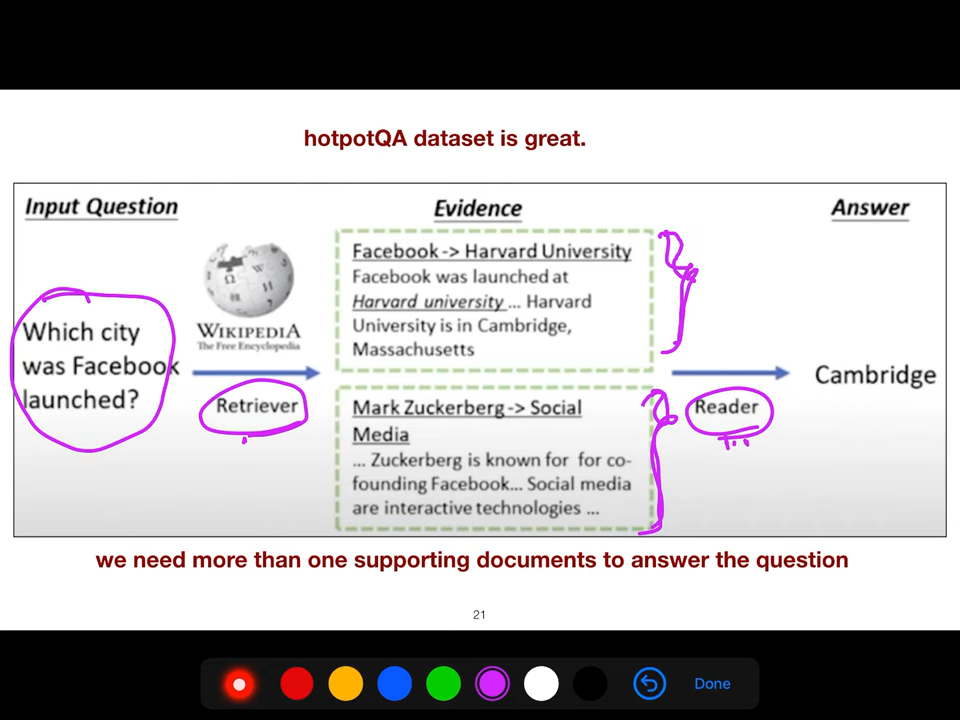 hotpotQA dataset is great.
Input Question
Evidence
Answer
Which city
was Facebook
launched?
Ω
W
И
WIKIPEDIA
The Free Encyclopedia
Retriever
Facebook -> Harvard University
Facebook was launched at
Harvard university ... Harvard
University is in Cambridge,
Massachusetts
Mark Zuckerberg -> Social
Media
... Zuckerberg is known for for co-
founding Facebook... Social media
are interactive technologies ...
Reader
Cambridge
we need more than one supporting documents to answer the question
21
Done